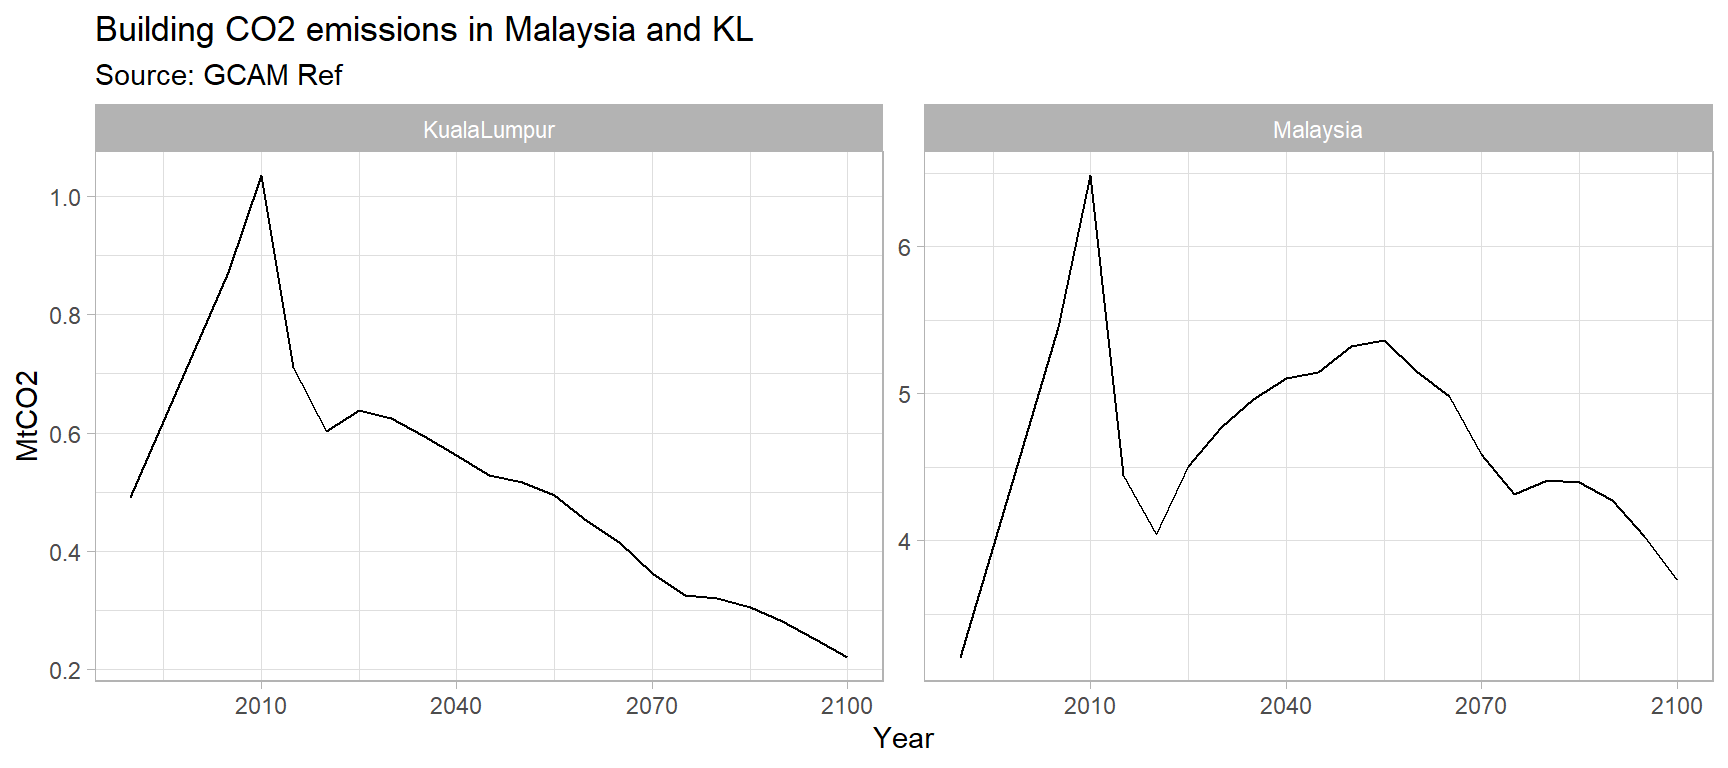 Building CO2 emissions in Malaysia and KL
Source: GCAM Ref
KualaLumpur
Malaysia
MtCO2
1.0
0.8
0.6
0.4
0.2
6
5
4
2010 2040 2070 2100
2010 2040 2070 2100
Year